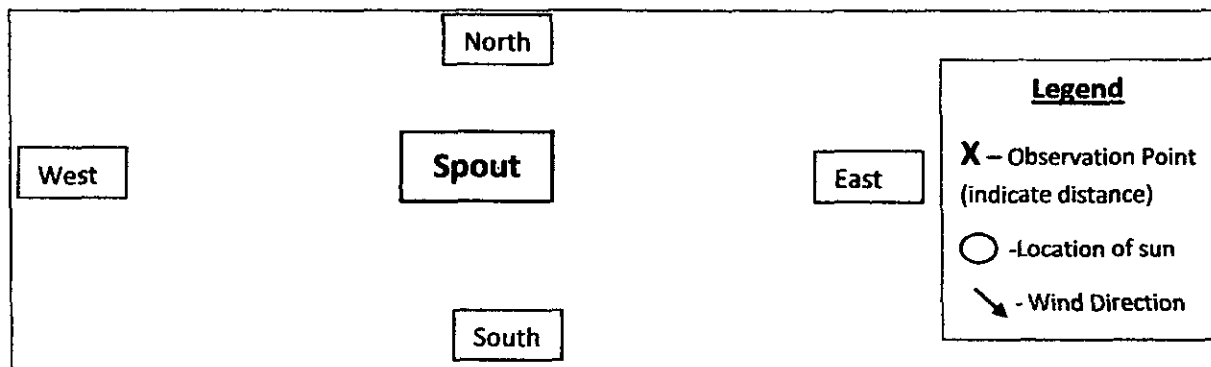 North
Legend
West
Spout
East
X – Observation Point
(indicate distance)
-Location of sun
- Wind Direction
South